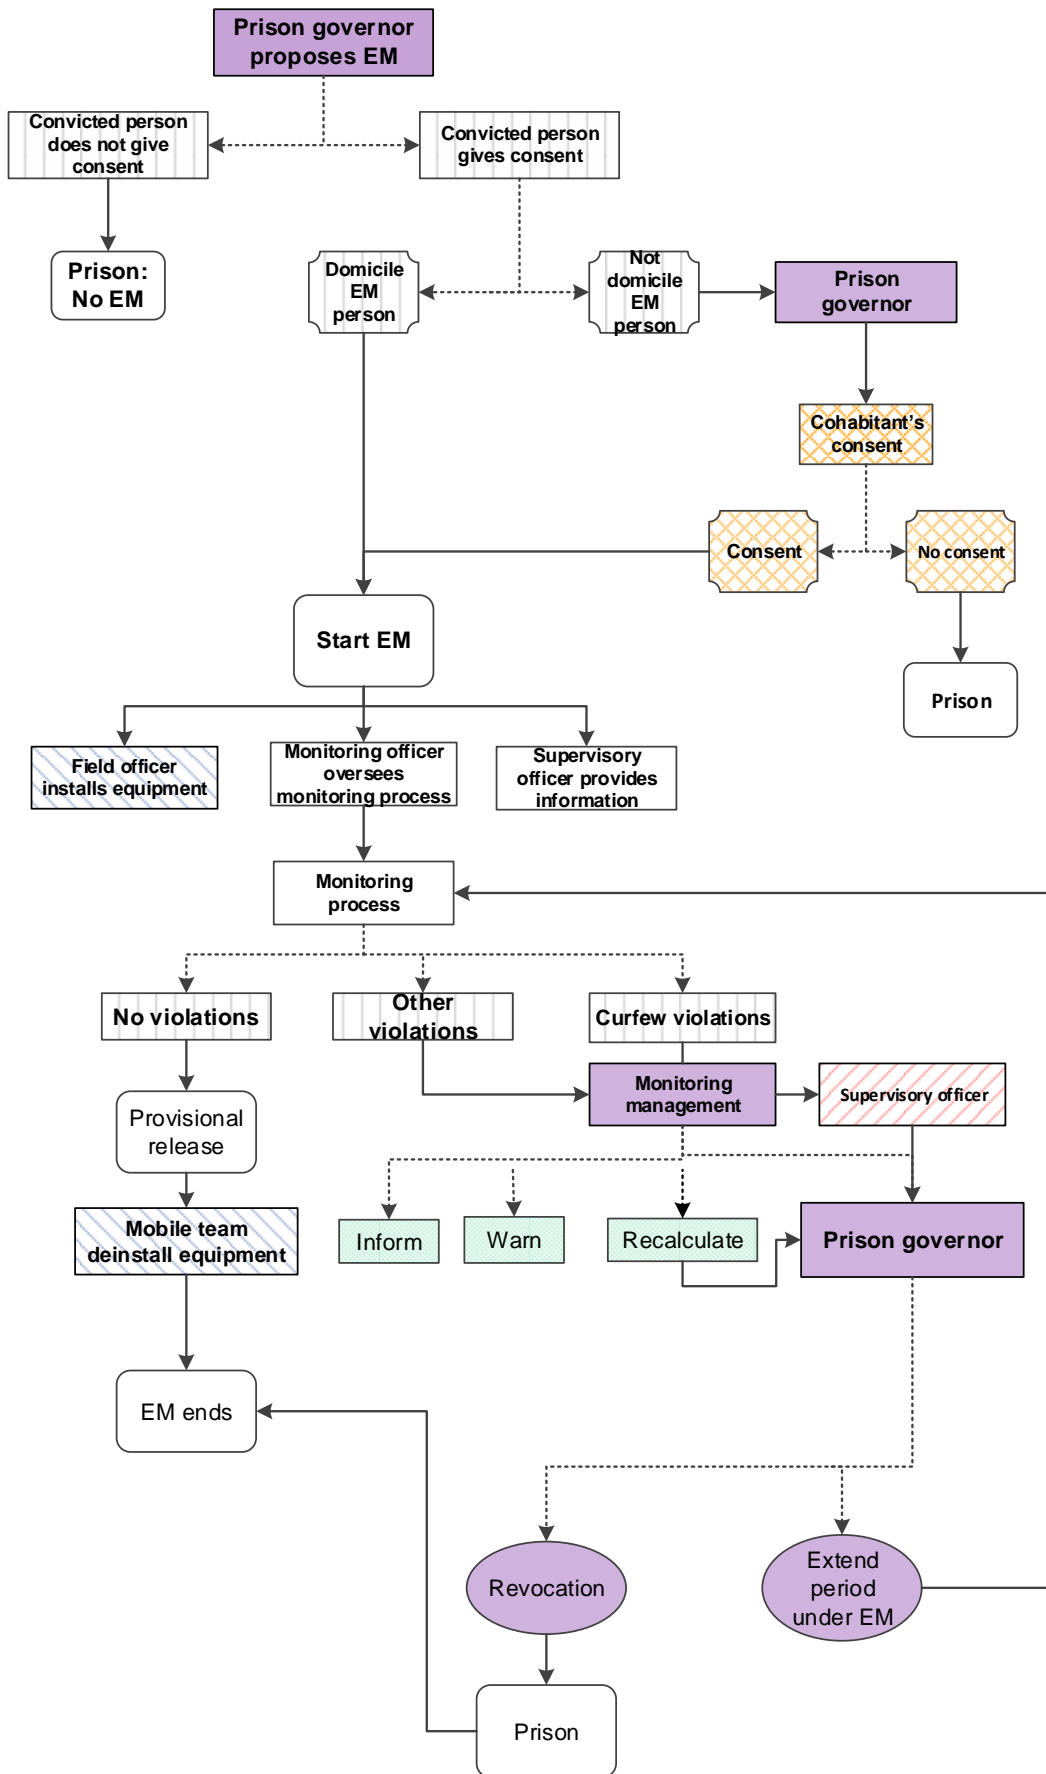 Prison governor
proposes EM
Convicted person
does not give
consent
Convicted person
gives consent
Prison:
No EM
Domicile
EM
person
Not
domicile
EM
person
Prison
governor
Cohabitant's
consent
Consent
No consent
Start EM
Prison
Field officer
installs equipment
Monitoring officer
oversees
monitoring process
Supervisory
officer provides
information
Monitoring
process
No violations
Other
violations
Curfew violations
Monitoring
management
Supervisory officer
Provisional
release
Inform
Warn
Recalculate
Prison governor
Mobile team
deinstall equipment
EM ends
Revocation
Extend
period
under EM
Prison